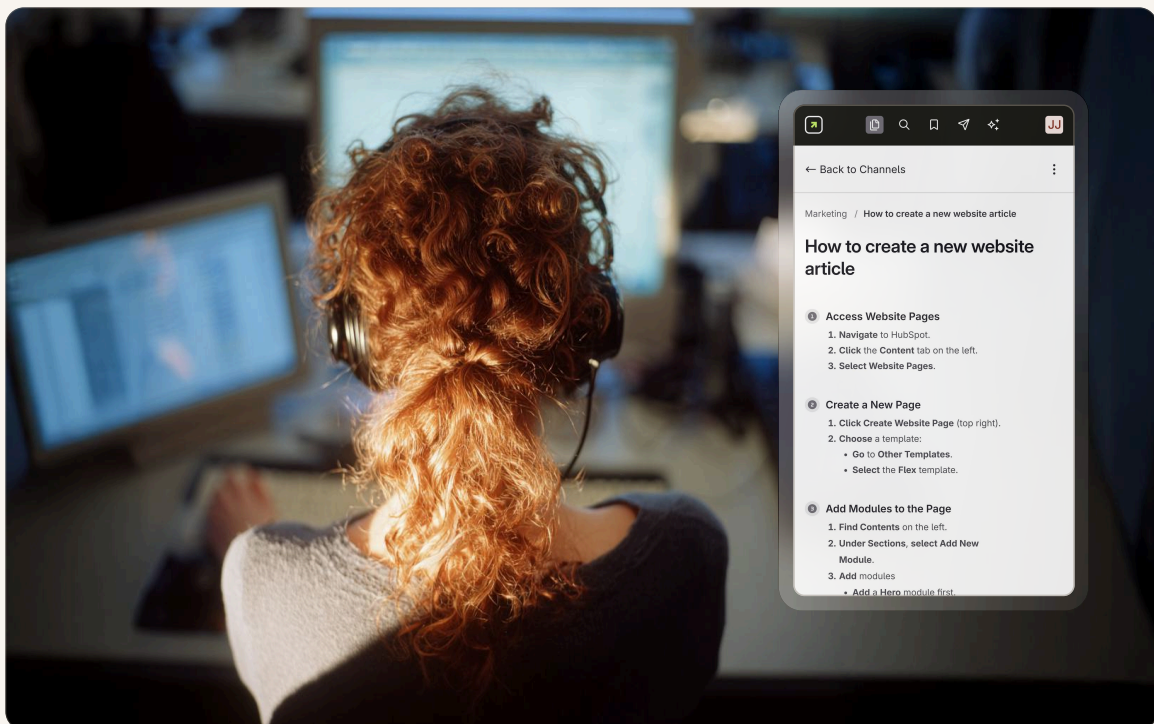 JJ
← Back to Channels
Marketing / How to create a new website article
How to create a new website
article
1 Access Website Pages
1. Navigate to HubSpot.
2. Click the Content tab on the left.
3. Select Website Pages.
2 Create a New Page
1. Click Create Website Page (top right).
2. Choose a template:
• Go to Other Templates.
• Select the Flex template.
3 Add Modules to the Page
1. Find Contents on the left.
2. Under Sections, select Add New
Module.
3. Add modules
• Add a Hero module first.